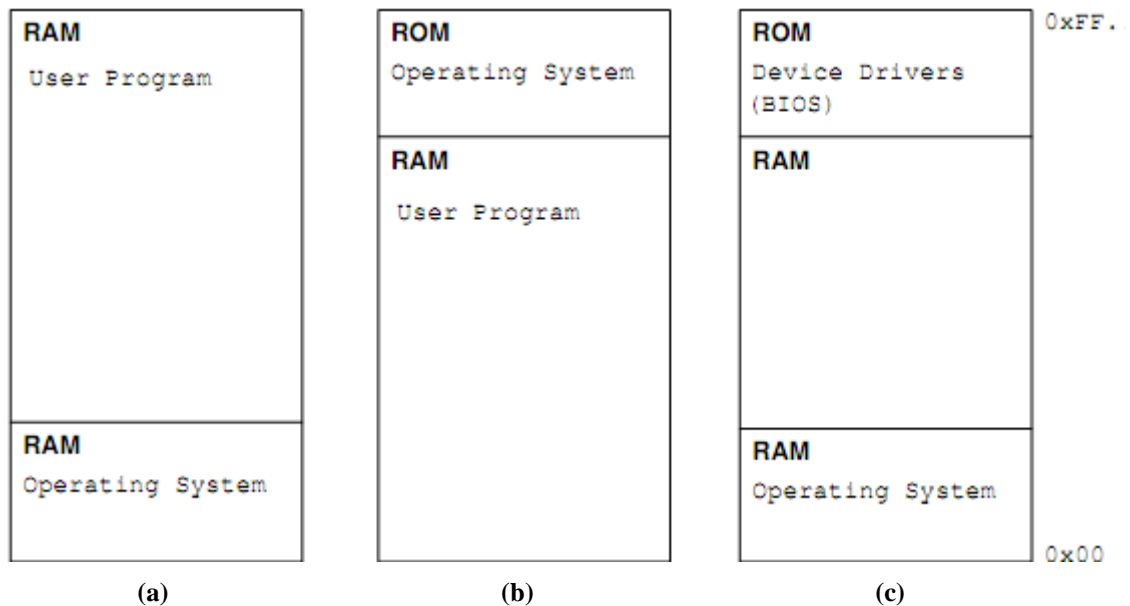 RAM
User Program
RAM
Operating System
(a)
ROM
Operating System
RAM
User Program
(b)
ROM
Device Drivers
(BIOS)
RAM
RAM
Operating System
(c)
0xFF.
0x00